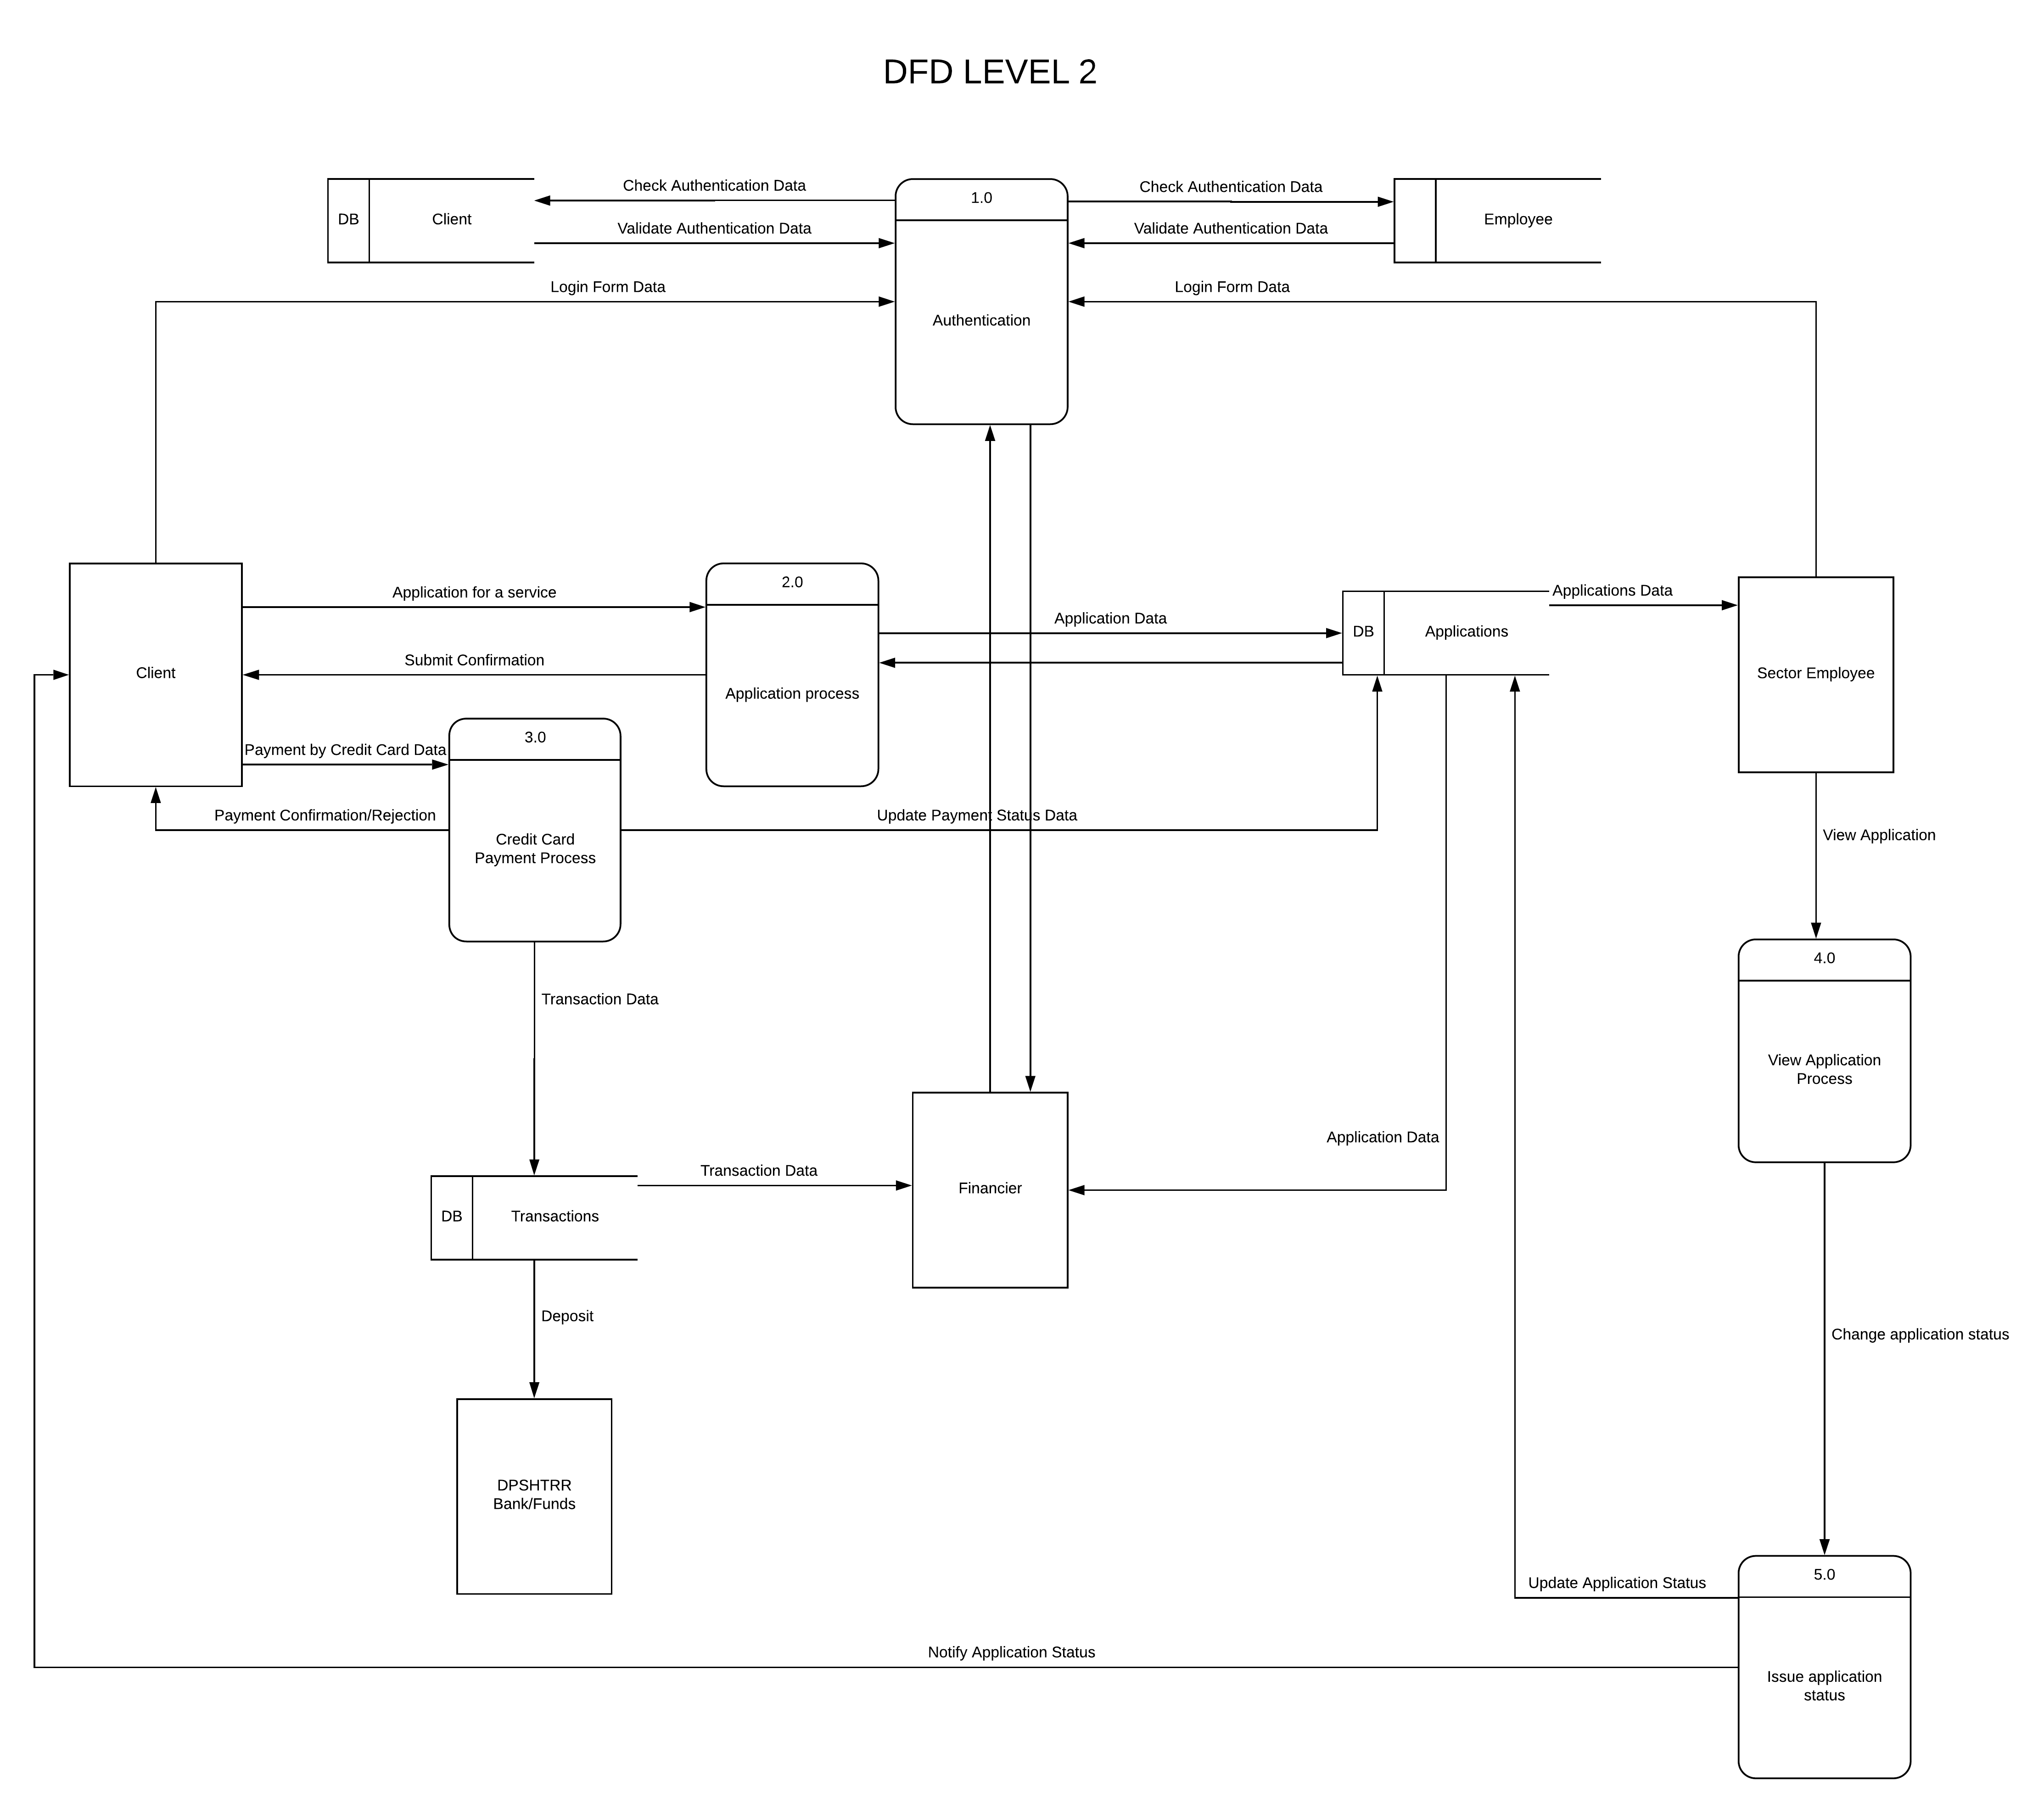 DFD LEVEL 2
Check Authentication Data
Check Authentication Data
1.0
DB
Client
Employee
Validate Authentication Data
Validate Authentication Data
Login Form Data
Login Form Data
Authentication
2.0
Application for a service
Applications Data
Application Data
DB
Applications
Submit Confirmation
Client
Sector Employee
Application process
3.0
Payment by Credit Card Data
Payment Confirmation/Rejection
Update Payment Status Data
Credit Card
Payment Process
View Application
4.0
Transaction Data
View Application
Process
Application Data
Transaction Data
Financier
DB
Transactions
Deposit
Change application status
DPSHTRR
Bank/Funds
5.0
Update Application Status
Notify Application Status
Issue application
status